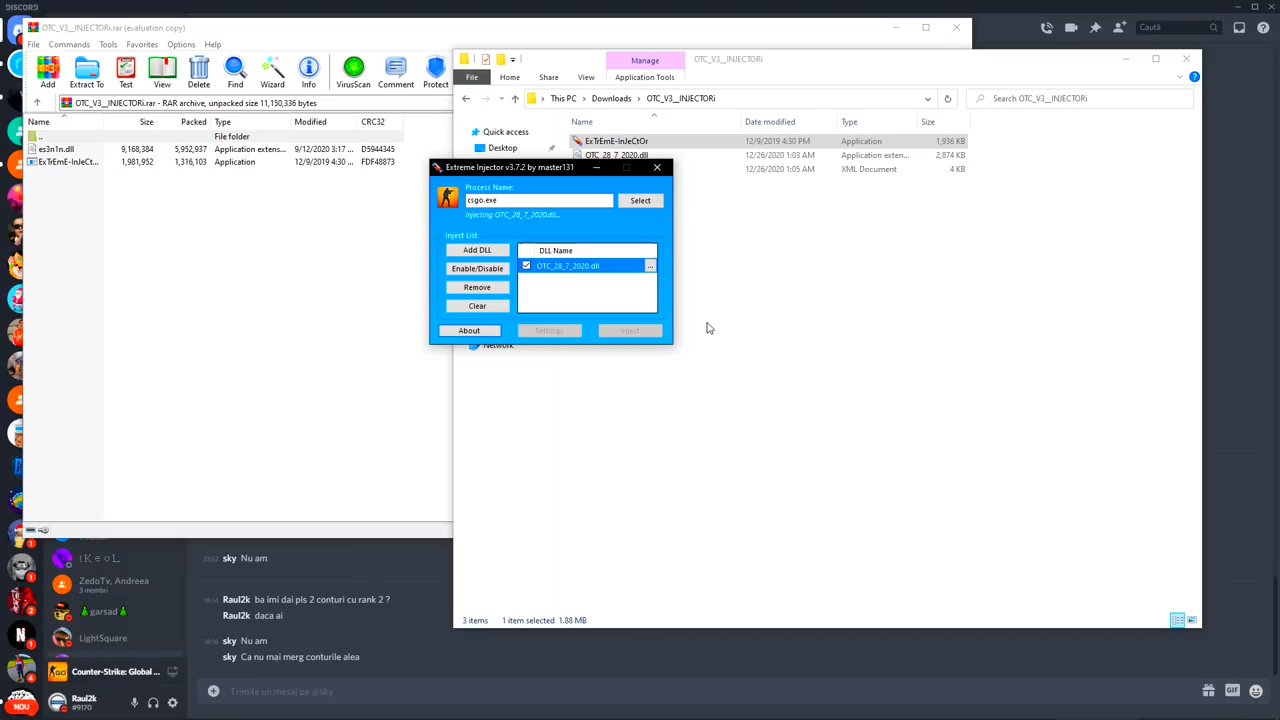 DISCORD
OTC_V3__INJECTORi.rar (evaluation copy)
File Commands Tools Favorites Options Help
Add Extract To Test View Delete Find Wizard Info VirusScan Comment Protect
OTC_V3__INJECTORi.rar - RAR archive, unpacked size 11,150,336 bytes
Name Size Packed Type Modified CRC32
.. File folder
es3n1n.dll 9,168,384 5,952,937 Application extens... 9/12/2020 3:17 ... D5944345
ExTrEmE-InJeCt... 1,981,952 1,316,103 Application 12/9/2019 4:30 ... FDF48873
Manage OTC_V3__INJECTORi
File Home Share View Application Tools
This PC › Downloads › OTC_V3__INJECTORi
Search OTC_V3__INJECTORi
Name Date modified Type Size
Quick access
Desktop
Network
ExTrEmE-InJeCtOr 12/9/2019 4:30 PM Application 1,936 KB
OTC_28_7_2020.dll 12/26/2020 1:03 AM Application exten... 2,874 KB
12/26/2020 1:05 AM XML Document 4 KB
Extreme Injector v3.7.2 by master131
Process Name:
csgo.exe Select
Injecting OTC_28_7_2020.dll...
Inject List
Add DLL
Enable/Disable
Remove
Clear
DLL Name
OTC_28_7_2020.dll ...
About Settings Inject
3 items 1 item selected 1.88 MB
Caută
! K e o L
ZedoTv, Andreea
3 membri
garsad
LightSquare
Counter-Strike: Global ...
Raul2k
#9170
NOU
23:52 sky Nu am
Raul2k ba imi dai pls 2 conturi cu rank 2 ?
Raul2k daca ai
sky Nu am
sky Ca nu mai merg conturile alea
Trimite un mesaj pe @sky
GIF